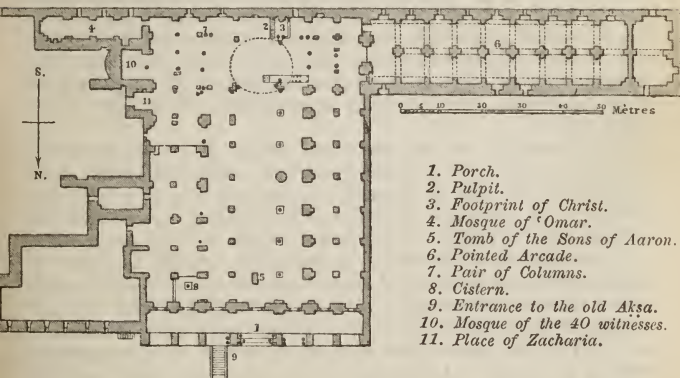 4
7
2
3
10
6
11
S.
N.
0 5 10 20 30 40 50 Mètres
8
5
1
9
1. Porch.
2. Pulpit.
3. Footprint of Christ.
4. Mosque of ʿOmar.
5. Tomb of the Sons of Aaron.
6. Pointed Arcade.
7. Pair of Columns.
8. Cistern.
9. Entrance to the old Aḳsa.
10. Mosque of the 40 witnesses.
11. Place of Zacharia.